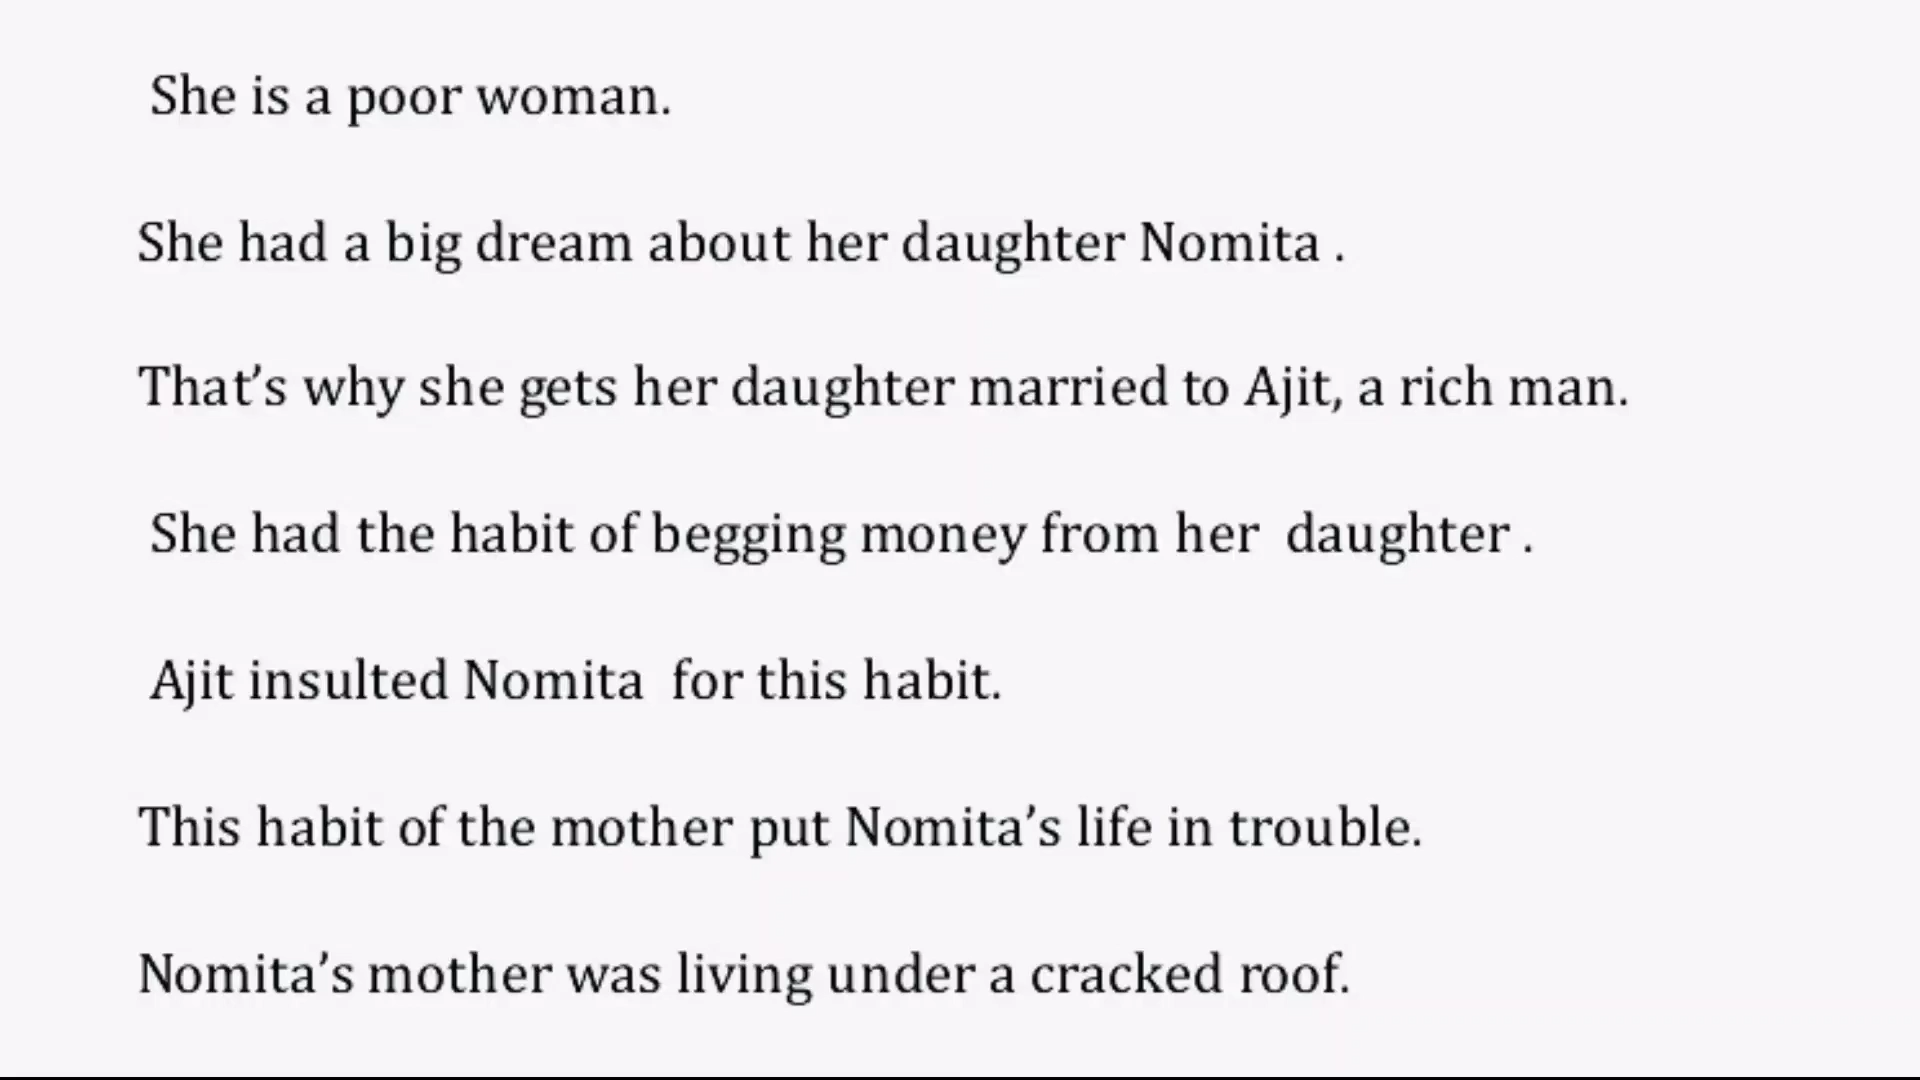 She is a poor woman.
She had a big dream about her daughter Nomita .
That’s why she gets her daughter married to Ajit, a rich man.
She had the habit of begging money from her  daughter .
Ajit insulted Nomita  for this habit.
This habit of the mother put Nomita’s life in trouble.
Nomita’s mother was living under a cracked roof.